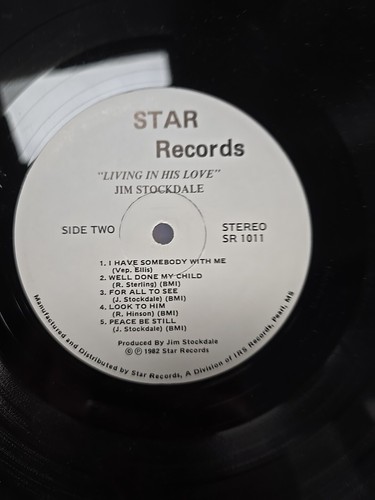 STAR
Records
"LIVING IN HIS LOVE"
JIM STOCKDALE
SIDE TWO
STEREO
SR 1011
1. I HAVE SOMEBODY WITH ME
(Vep. Ellis)
2. WELL DONE MY CHILD
(R. Sterling) (BMI)
3. FOR ALL TO SEE
(J. Stockdale) (BMI)
4. LOOK TO HIM
(R. Hinson) (BMI)
5. PEACE BE STILL
(J. Stockdale) (BMI)
Produced By Jim Stockdale
© ℗ 1982 Star Records
Manufactured and Distributed by Star Records, A Division of IRS Records, Pearl, MS